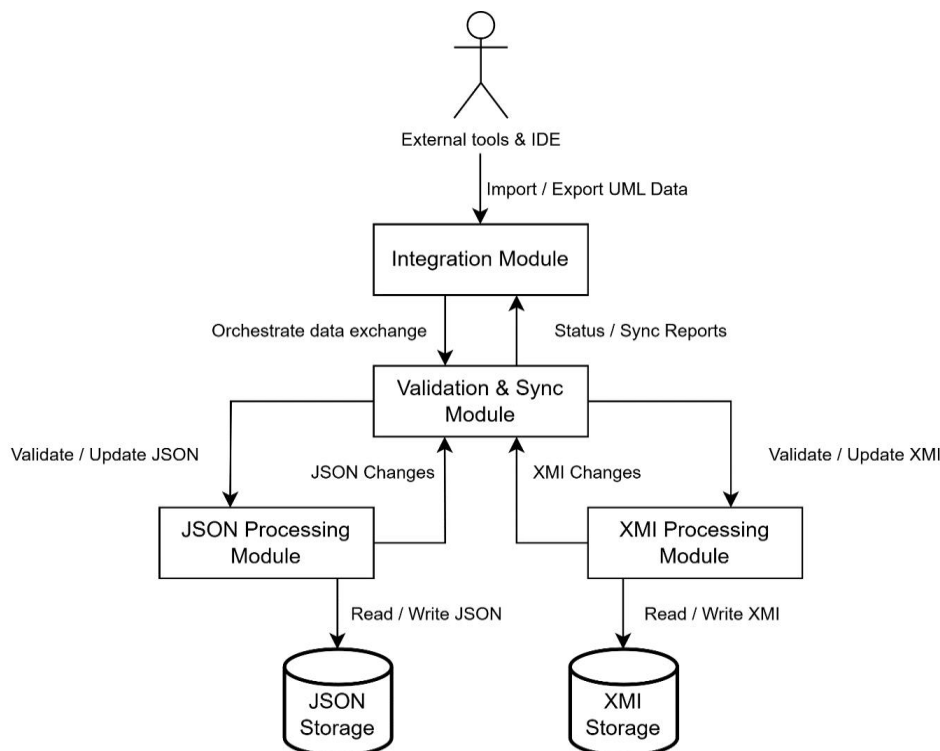 External tools & IDE
Import / Export UML Data
Integration Module
Orchestrate data exchange
Status / Sync Reports
Validation & Sync
Module
Validate / Update JSON
JSON Changes
XMI Changes
Validate / Update XMI
JSON Processing
Module
XMI Processing
Module
Read / Write JSON
Read / Write XMI
JSON
Storage
XMI
Storage